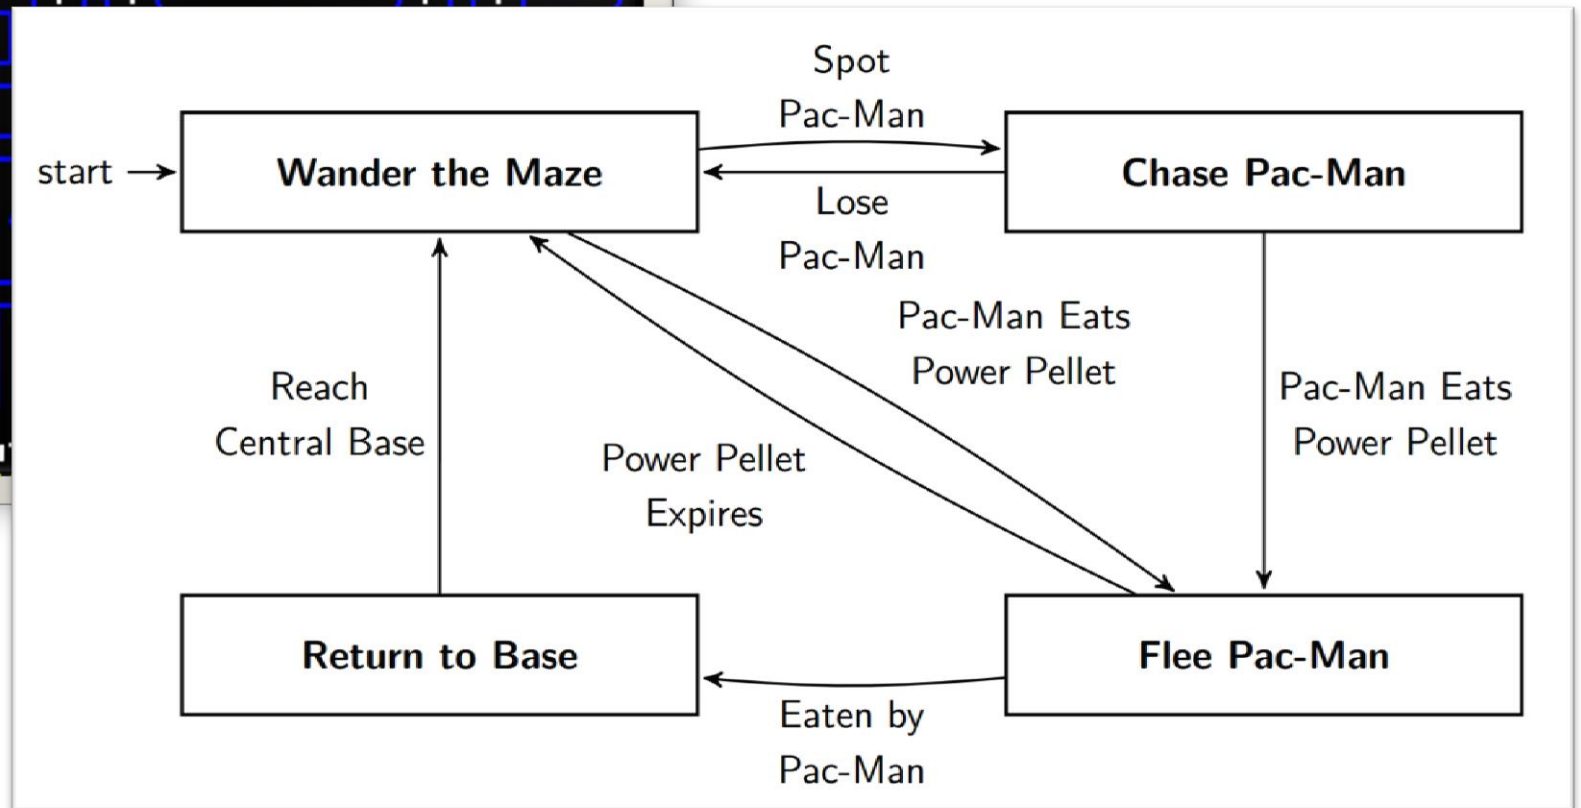 Spot
Pac-Man
start
Wander the Maze
Chase Pac-Man
Lose
Pac-Man
Pac-Man Eats
Power Pellet
Reach
Central Base
Pac-Man Eats
Power Pellet
Power Pellet
Expires
Return to Base
Flee Pac-Man
Eaten by
Pac-Man